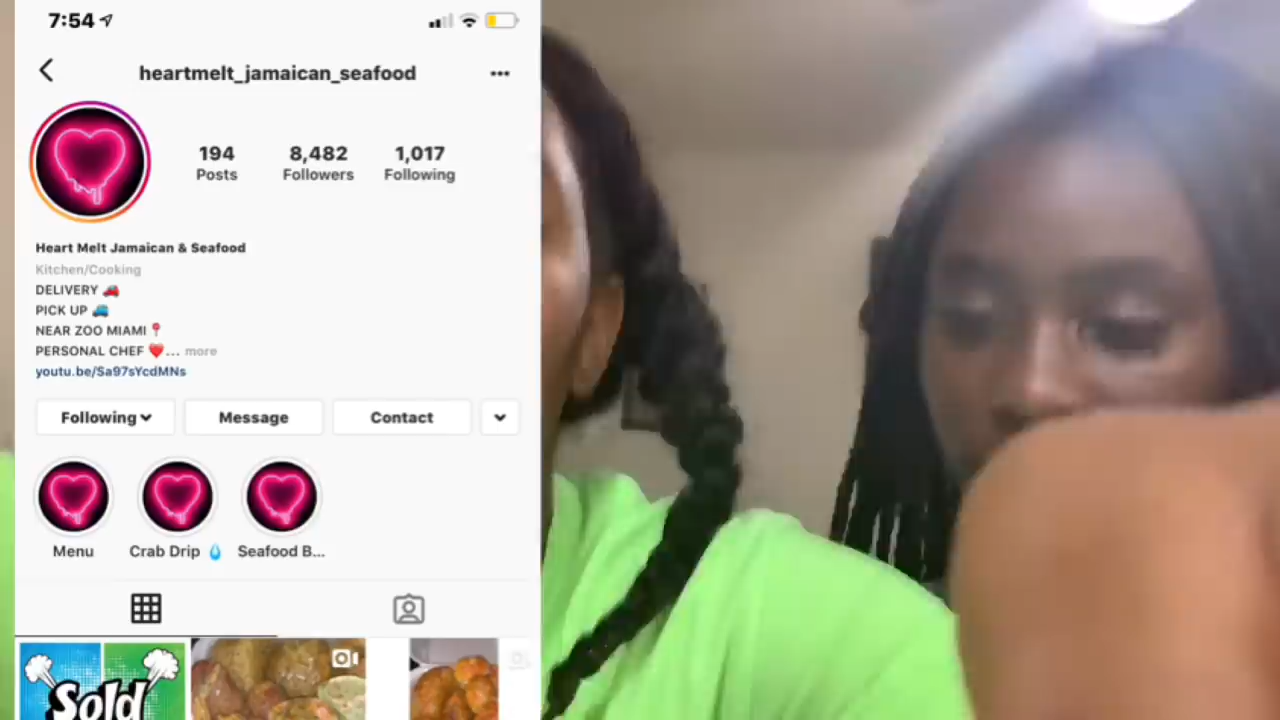 7:54
heartmelt_jamaican_seafood
194 8,482 1,017
Posts Followers Following
Heart Melt Jamaican & Seafood
Kitchen/Cooking
DELIVERY 🚗
PICK UP 🚙
NEAR ZOO MIAMI 📍
PERSONAL CHEF ❤️... more
youtu.be/Sa97sYcdMNs
Following Message Contact
Menu Crab Drip 💧 Seafood B...
Sold